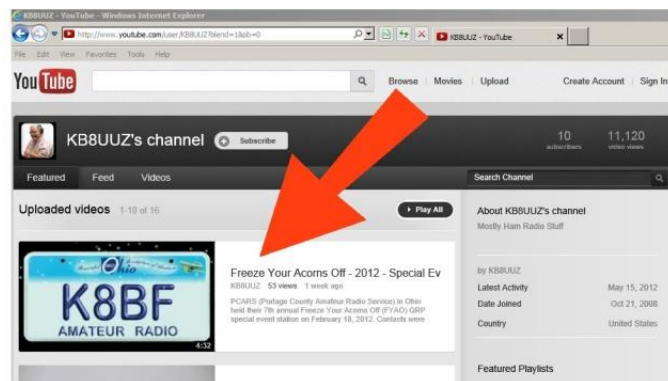 KB8UUZ - YouTube - Windows Internet Explorer
http://www.youtube.com/user/KB8UUZ?blend=1&ob=0
KB8UUZ - YouTube
File Edit View Favorites Tools Help
YouTube Browse Movies Upload Create Account Sign In
KB8UUZ's channel Subscribe
10 subscribers
11,120 video views
Featured Feed Videos
Search Channel
Uploaded videos 1-10 of 16
Play All
Ohio
K8BF
AMATEUR RADIO
4:32
Freeze Your Acorns Off - 2012 - Special Ev
KB8UUZ 53 views 1 week ago
PCARS (Portage County Amateur Radio Service) in Ohio
held their 7th annual Freeze Your Acorns Off (FYAO) QRP
special event station on February 18, 2012. Contacts were
About KB8UUZ's channel
Mostly Ham Radio Stuff
by KB8UUZ
Latest Activity May 15, 2012
Date Joined Oct 21, 2008
Country United States
Featured Playlists